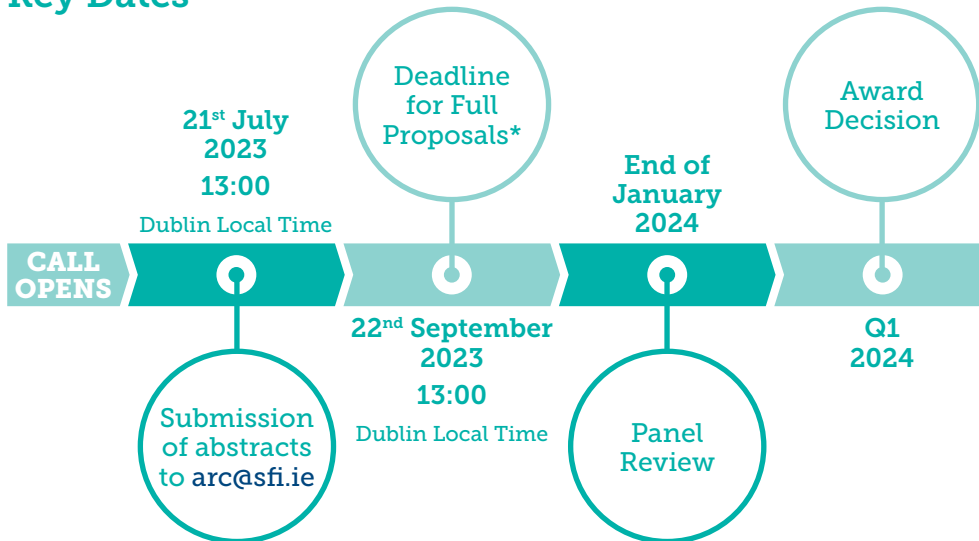 Key Dates
CALL
OPENS
21st July
2023
13:00
Dublin Local Time
Submission
of abstracts
to arc@sfi.ie
Deadline
for Full
Proposals*
22nd September
2023
13:00
Dublin Local Time
End of
January
2024
Panel
Review
Award
Decision
Q1
2024